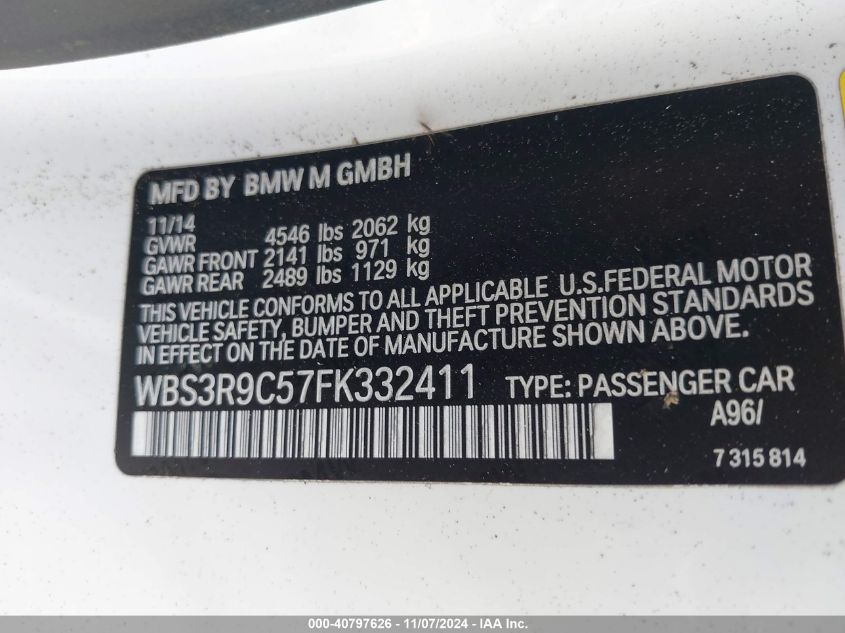 MFD BY BMW M GMBH
11/14
GVWR 4546 lbs 2062 kg
GAWR FRONT 2141 lbs 971 kg
GAWR REAR 2489 lbs 1129 kg
THIS VEHICLE CONFORMS TO ALL APPLICABLE U.S.FEDERAL MOTOR
VEHICLE SAFETY, BUMPER AND THEFT PREVENTION STANDARDS
IN EFFECT ON THE DATE OF MANUFACTURE SHOWN ABOVE.
WBS3R9C57FK332411 TYPE: PASSENGER CAR
A96/
7 315 814
000-40797626 - 11/07/2024 - IAA Inc.